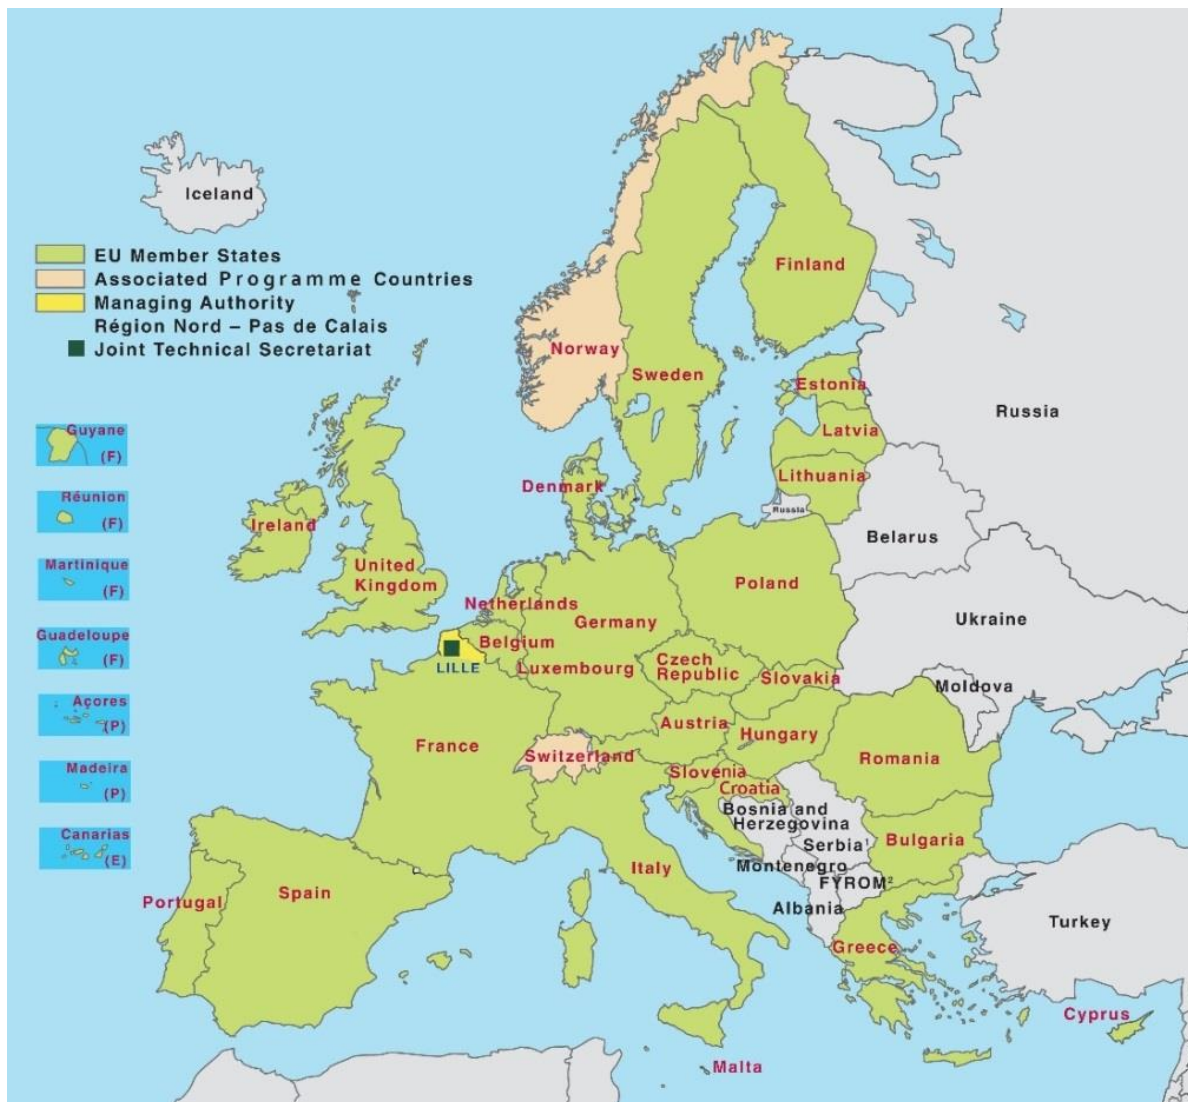 Iceland
EU Member States
Associated Programme Countries
Managing Authority
Région Nord – Pas de Calais
Joint Technical Secretariat
Guyane
(F)
Réunion
(F)
Martinique
(F)
Guadeloupe
(F)
Açores
(P)
Madeira
(P)
Canarias
(E)
Finland
Norway
Sweden
Estonia
Russia
Latvia
Lithuania
Denmark
Russia
Ireland
Belarus
United
Kingdom
Poland
Netherlands
Germany
Ukraine
Belgium
LILLE
Luxembourg
Czech
Republic
Slovakia
Moldova
Austria
Hungary
France
Switzerland
Romania
Slovenia
Croatia
Bosnia and
Herzegovina
Serbia¹
Bulgaria
Montenegro
Italy
FYROM²
Spain
Portugal
Albania
Turkey
Greece
Cyprus
Malta